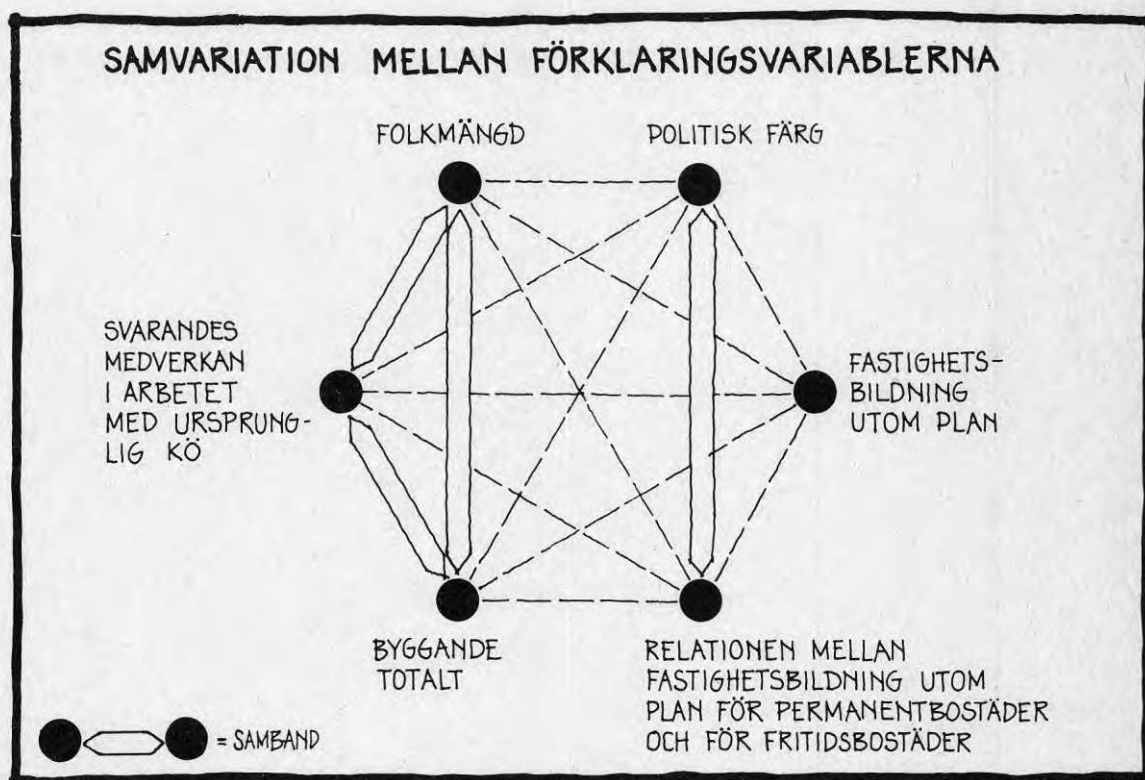 SAMVARIATION MELLAN FÖRKLARINGSVARIABLERNA
FOLKMÄNGD
POLITISK FÄRG
SVARANDES
MEDVERKAN
I ARBETET
MED URSPRUNG-
LIG KÖ
FASTIGHETS-
BILDNING
UTOM PLAN
BYGGANDE
TOTALT
RELATIONEN MELLAN
FASTIGHETSBILDNING UTOM
PLAN FÖR PERMANENTBOSTÄDER
OCH FÖR FRITIDSBOSTÄDER
= SAMBAND